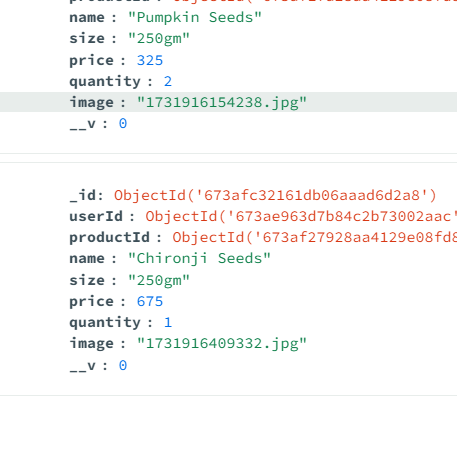 name : "Pumpkin Seeds"
size : "250gm"
price : 325
quantity : 2
image : "1731916154238.jpg"
__v : 0
_id: ObjectId('673afc32161db06aaad6d2a8')
userId : ObjectId('673ae963d7b84c2b73002aac'
productId : ObjectId('673af27928aa4129e08fd8
name : "Chironji Seeds"
size : "250gm"
price : 675
quantity : 1
image : "1731916409332.jpg"
__v : 0